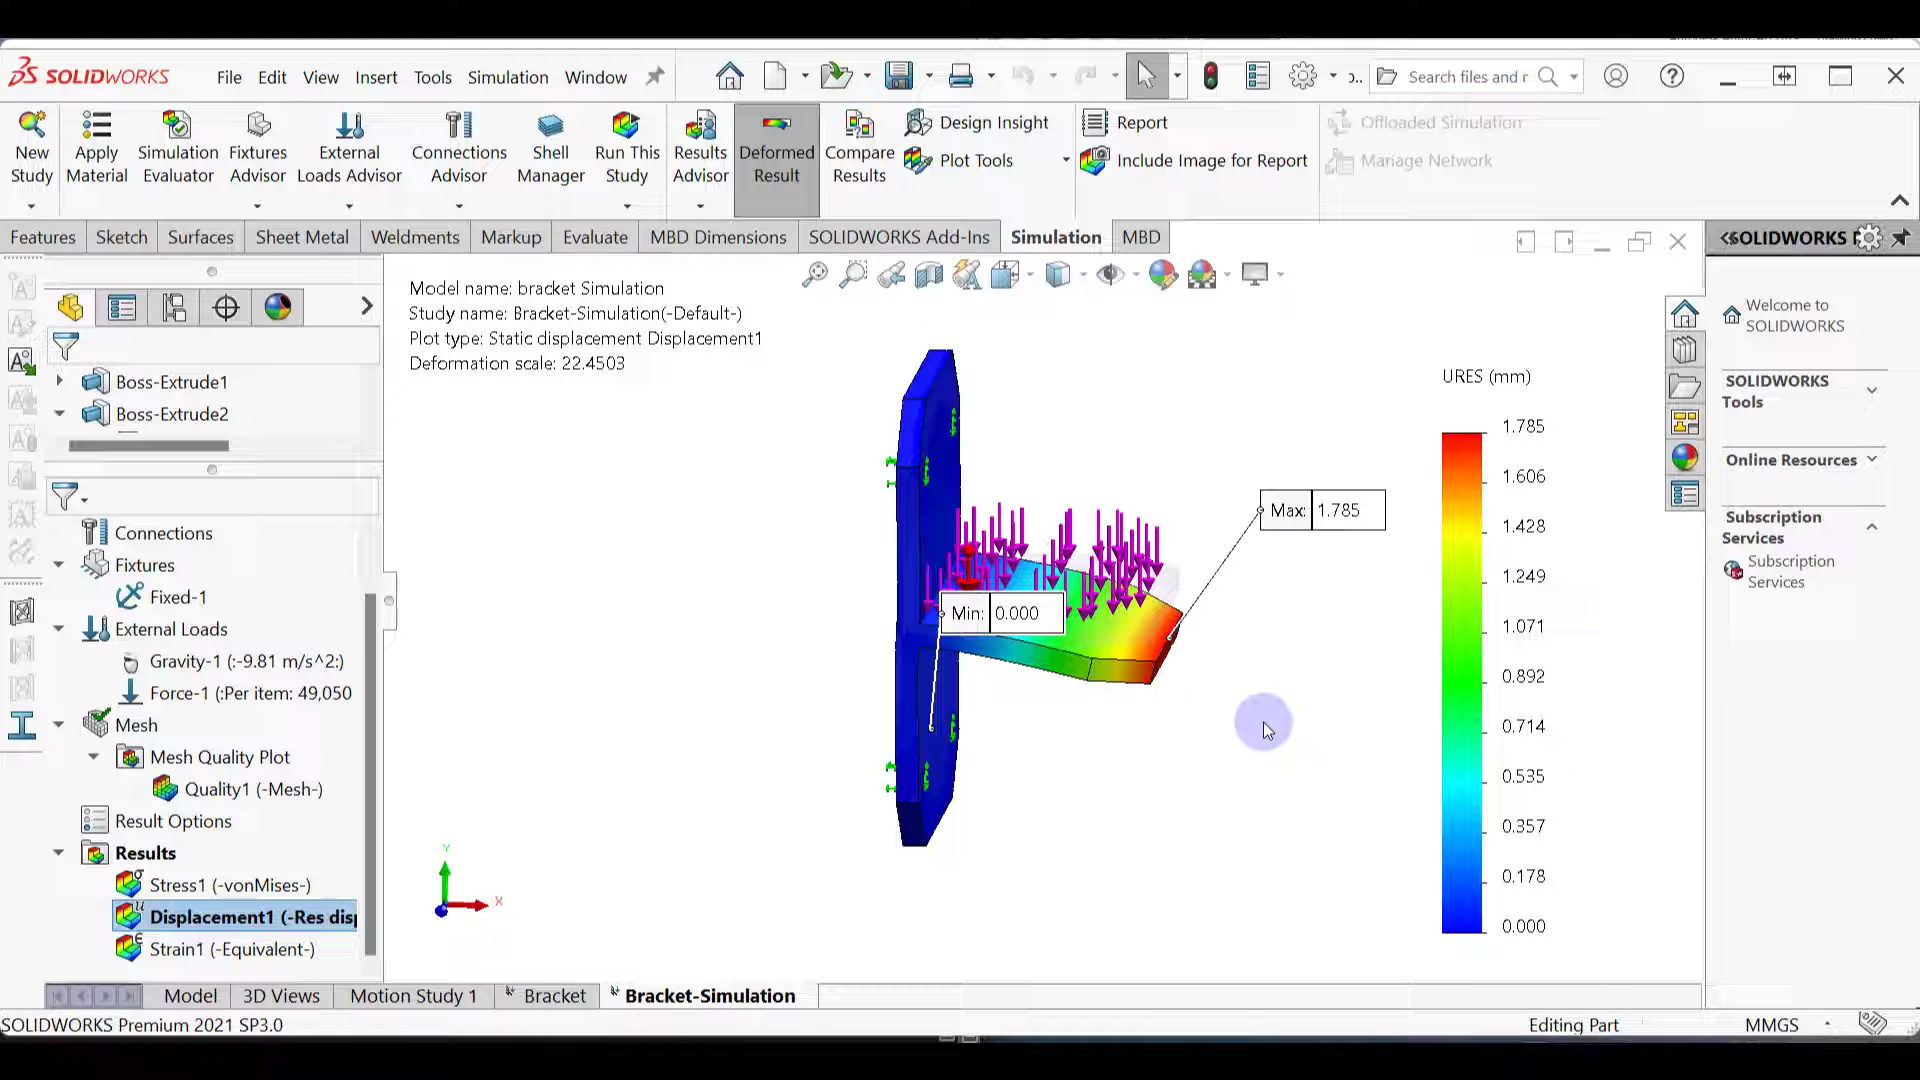 SOLIDWORKS
File Edit View Insert Tools Simulation Window
Search files and r
New Study
Apply Material
Simulation Evaluator
Fixtures Advisor
External Loads Advisor
Connections Advisor
Shell Manager
Run This Study
Results Advisor
Deformed Result
Compare Results
Design Insight
Plot Tools
Report
Include Image for Report
Offloaded Simulation
Manage Network
Features Sketch Surfaces Sheet Metal Weldments Markup Evaluate MBD Dimensions SOLIDWORKS Add-Ins Simulation MBD
Boss-Extrude1
Boss-Extrude2
Connections
Fixtures
Fixed-1
External Loads
Gravity-1 (:-9.81 m/s^2:)
Force-1 (:Per item: 49,050
Mesh
Mesh Quality Plot
Quality1 (-Mesh-)
Result Options
Results
Stress1 (-vonMises-)
Displacement1 (-Res disp
Strain1 (-Equivalent-)
Model name: bracket Simulation
Study name: Bracket-Simulation(-Default-)
Plot type: Static displacement Displacement1
Deformation scale: 22.4503
Max: 1.785
Min: 0.000
Y
X
URES (mm)
1.785
1.606
1.428
1.249
1.071
0.892
0.714
0.535
0.357
0.178
0.000
SOLIDWORKS
Welcome to
SOLIDWORKS
SOLIDWORKS
Tools
Online Resources
Subscription
Services
Subscription
Services
Model 3D Views Motion Study 1 Bracket Bracket-Simulation
SOLIDWORKS Premium 2021 SP3.0
Editing Part
MMGS